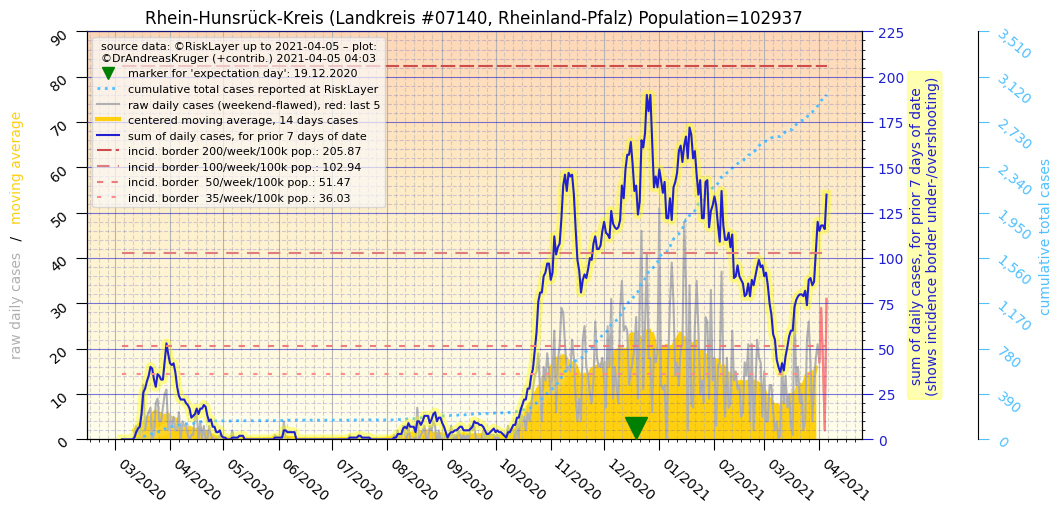 Rhein-Hunsrück-Kreis (Landkreis #07140, Rheinland-Pfalz) Population=102937
source data: ©RiskLayer up to 2021-04-05 – plot:
©DrAndreasKruger (+contrib.) 2021-04-05 04:03
marker for 'expectation day': 19.12.2020
cumulative total cases reported at RiskLayer
raw daily cases (weekend-flawed), red: last 5
centered moving average, 14 days cases
sum of daily cases, for prior 7 days of date
incid. border 200/week/100k pop.: 205.87
incid. border 100/week/100k pop.: 102.94
incid. border 50/week/100k pop.: 51.47
incid. border 35/week/100k pop.: 36.03
raw daily cases / moving average
90
80
70
60
50
40
30
20
10
0
03/2020
04/2020
05/2020
06/2020
07/2020
08/2020
09/2020
10/2020
11/2020
12/2020
01/2021
02/2021
03/2021
04/2021
225
200
175
150
125
100
75
50
25
0
sum of daily cases, for prior 7 days of date
(shows incidence border under-/overshooting)
3,510
3,120
2,730
2,340
1,950
1,560
1,170
780
390
0
cumulative total cases